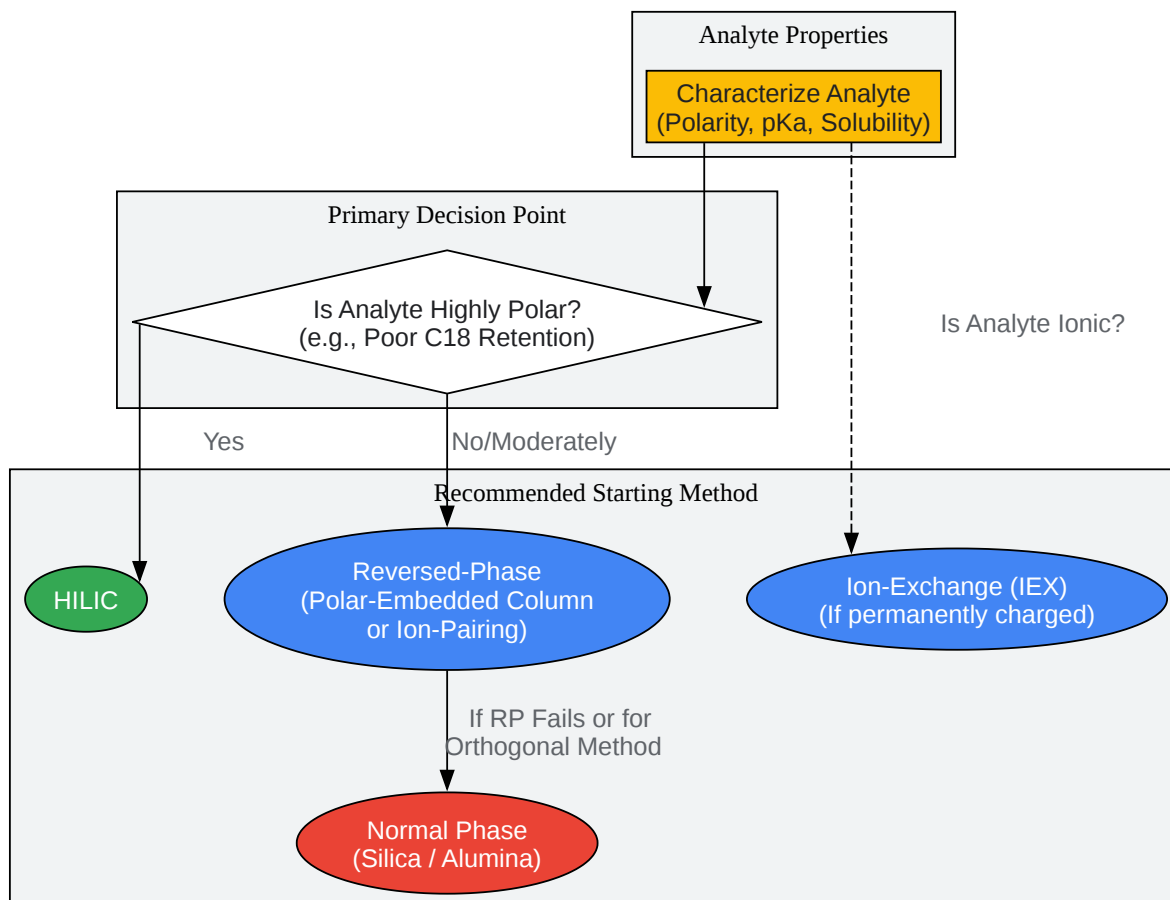 Analyte Properties
Characterize Analyte
(Polarity, pKa, Solubility)
Primary Decision Point
Is Analyte Highly Polar?
(e.g., Poor C18 Retention)
Is Analyte Ionic?
Yes
No/Moderately
Recommended Starting Method
HILIC
Reversed-Phase
(Polar-Embedded Column
or Ion-Pairing)
Ion-Exchange (IEX)
(If permanently charged)
If RP Fails or for
Orthogonal Method
Normal Phase
(Silica / Alumina)